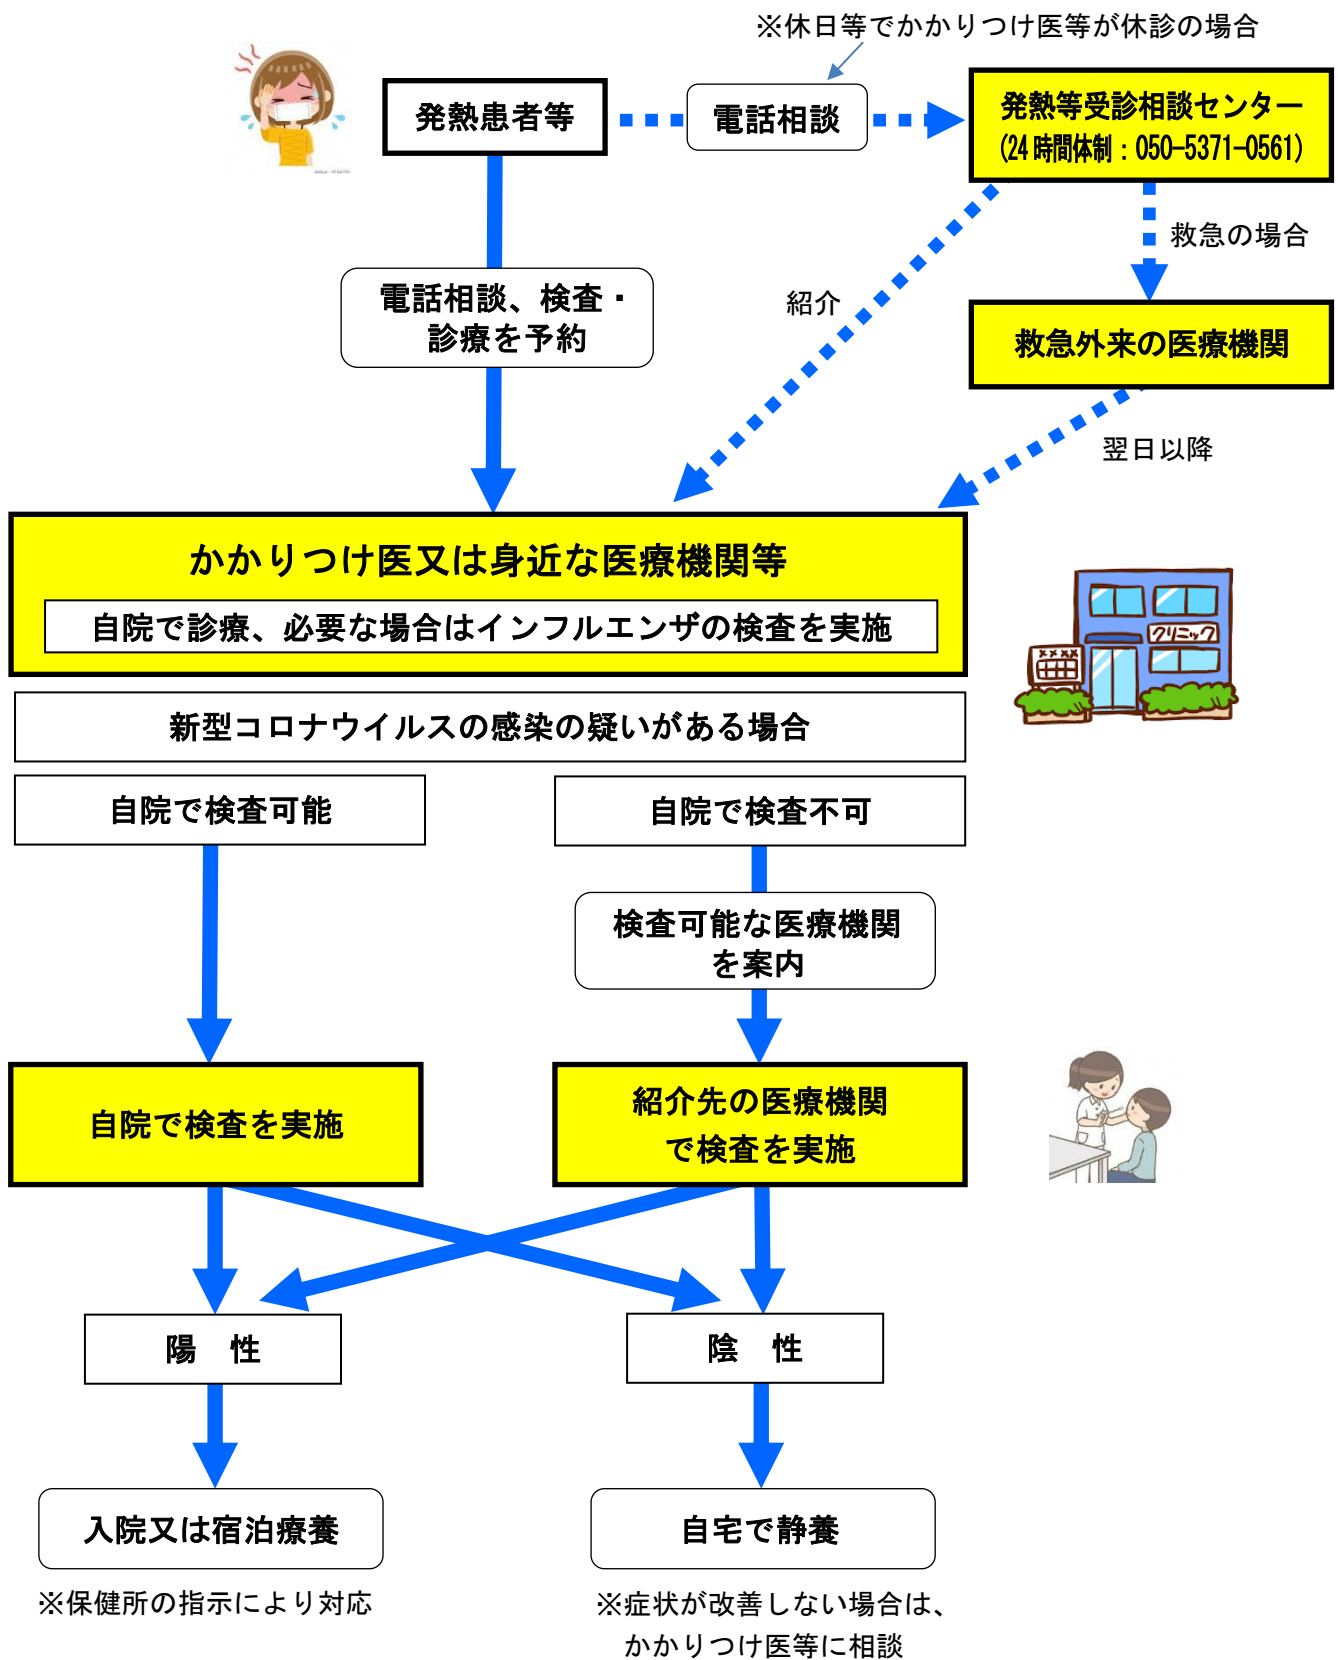 ※休日等でかかりつけ医等が休診の場合
発熱患者等
電話相談
発熱等受診相談センター
(24時間体制:050-5371-0561)
救急の場合
電話相談、検査・
診療を予約
紹介
救急外来の医療機関
翌日以降
かかりつけ医又は身近な医療機関等
自院で診療、必要な場合はインフルエンザの検査を実施
クリニック
新型コロナウイルスの感染の疑いがある場合
自院で検査可能
自院で検査不可
検査可能な医療機関
を案内
自院で検査を実施
紹介先の医療機関
で検査を実施
陽 性
陰 性
入院又は宿泊療養
自宅で静養
※保健所の指示により対応
※症状が改善しない場合は、
かかりつけ医等に相談